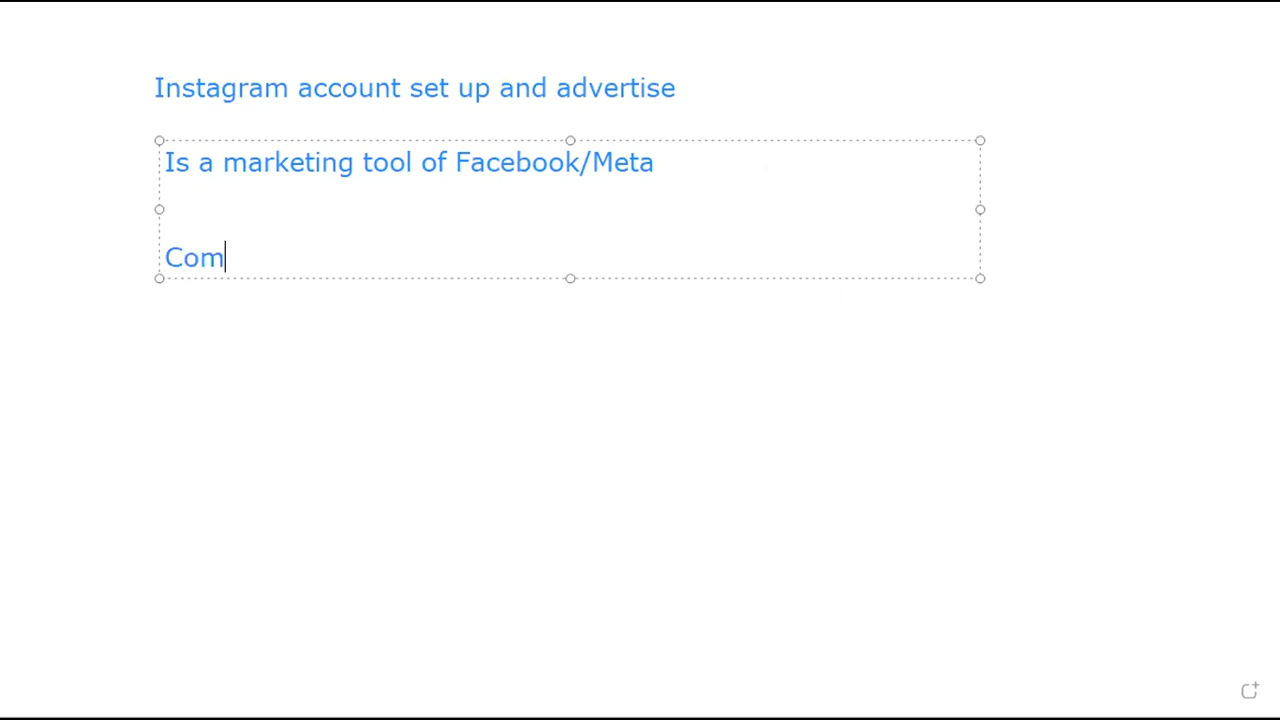 Instagram account set up and advertise
Is a marketing tool of Facebook/Meta
Com